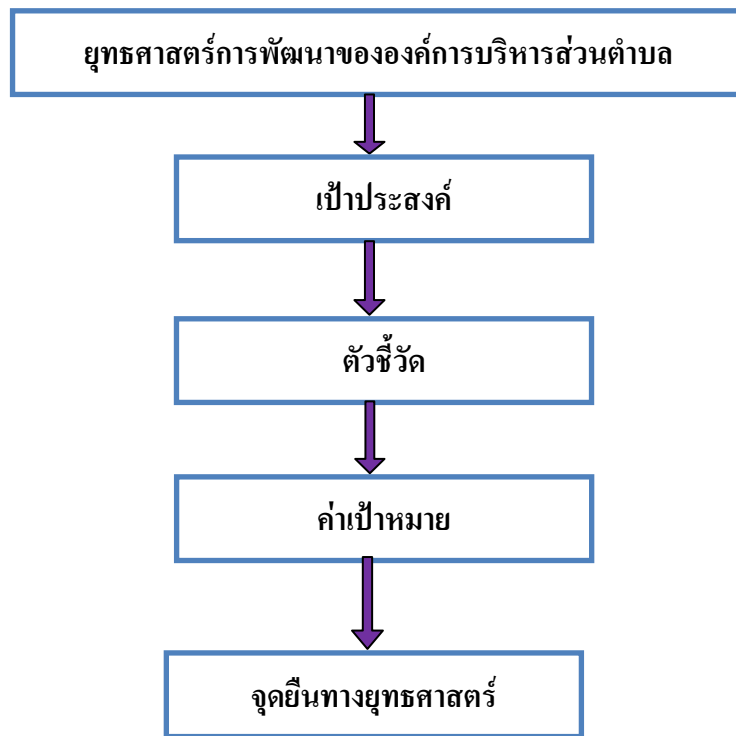 ยุทธศาสตร์การพัฒนาขององค์การบริหารส่วนตำบล
เป้าประสงค์
ตัวชี้วัด
ค่าเป้าหมาย
จุดยืนทางยุทธศาสตร์